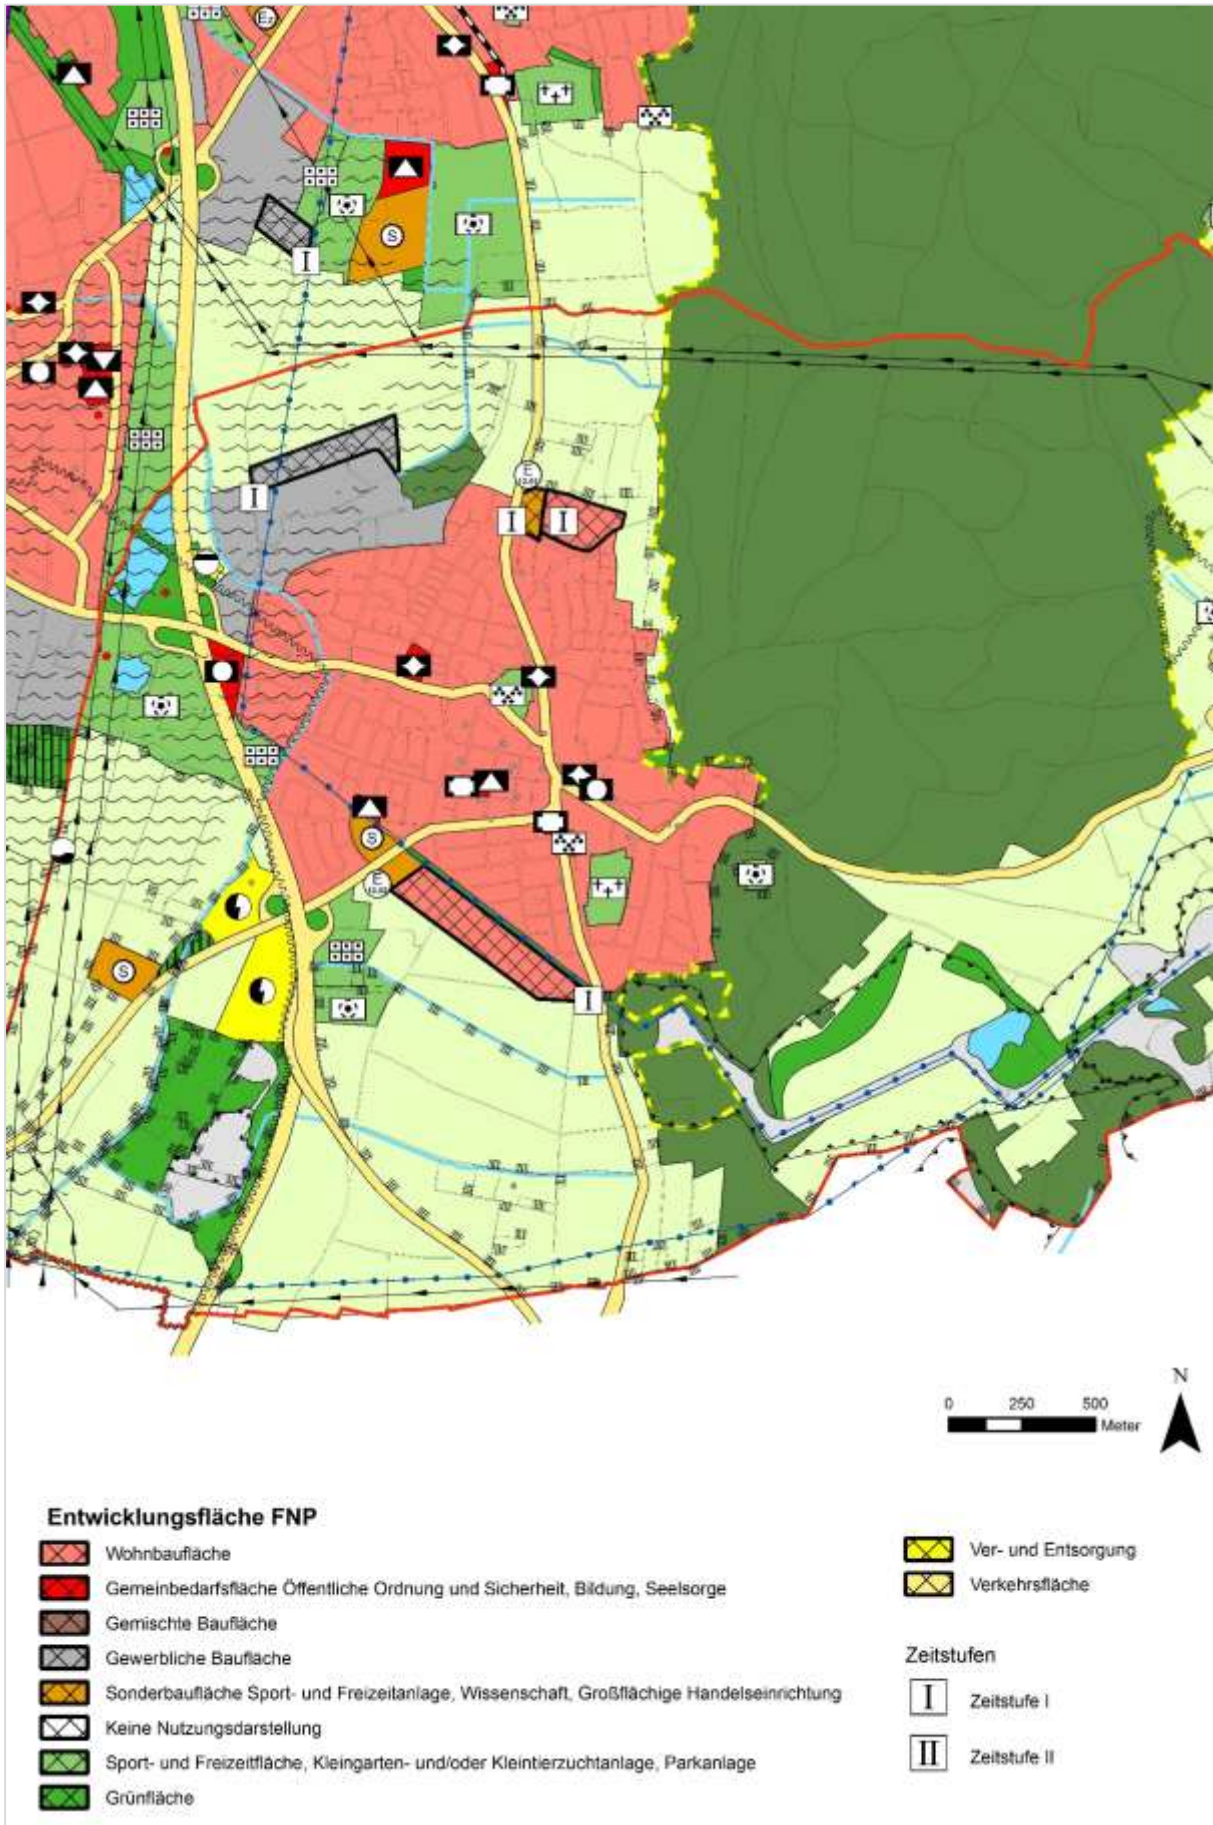 Ez
S
I
I
E
I
I
S
E
S
I
N
0 250 500
Meter
Entwicklungsfläche FNP
Wohnbaufläche
Gemeinbedarfsfläche Öffentliche Ordnung und Sicherheit, Bildung, Seelsorge
Gemischte Baufläche
Gewerbliche Baufläche
Sonderbaufläche Sport- und Freizeitanlage, Wissenschaft, Großflächige Handelseinrichtung
Keine Nutzungsdarstellung
Sport- und Freizeitfläche, Kleingarten- und/oder Kleintierzuchtanlage, Parkanlage
Grünfläche
Ver- und Entsorgung
Verkehrsfläche
Zeitstufen
I Zeitstufe I
II Zeitstufe II